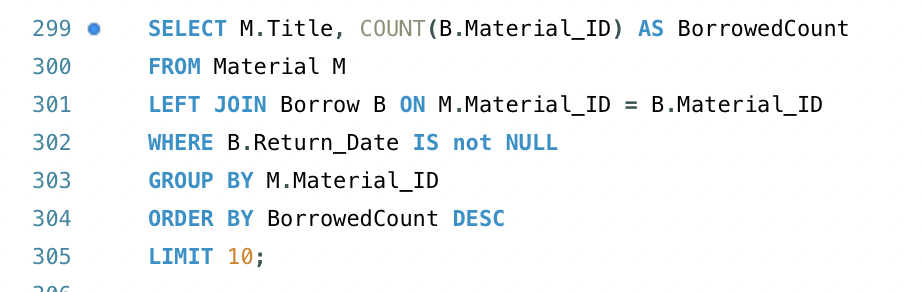 299 SELECT M.Title, COUNT(B.Material_ID) AS BorrowedCount
300 FROM Material M
301 LEFT JOIN Borrow B ON M.Material_ID = B.Material_ID
302 WHERE B.Return_Date IS not NULL
303 GROUP BY M.Material_ID
304 ORDER BY BorrowedCount DESC
305 LIMIT 10;